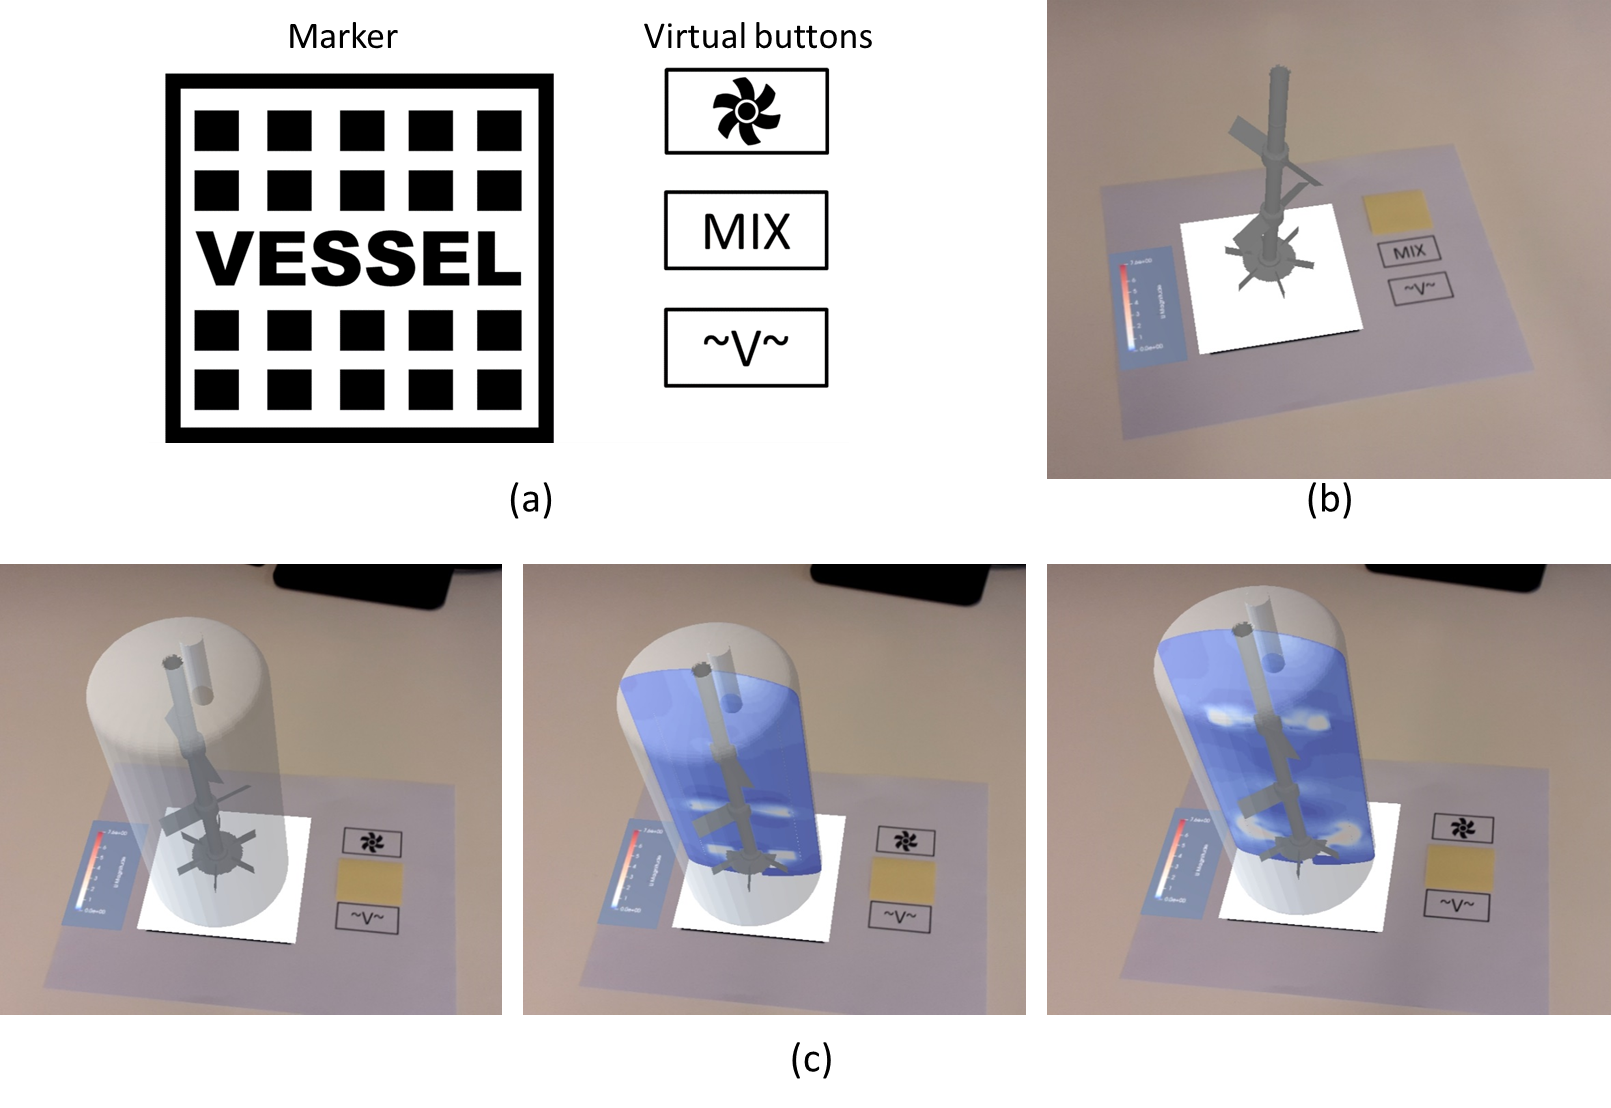 Marker
Virtual buttons
VESSEL
MIX
~V~
(a)
MIX
~V~
(b)
~V~
~V~
~V~
(c)